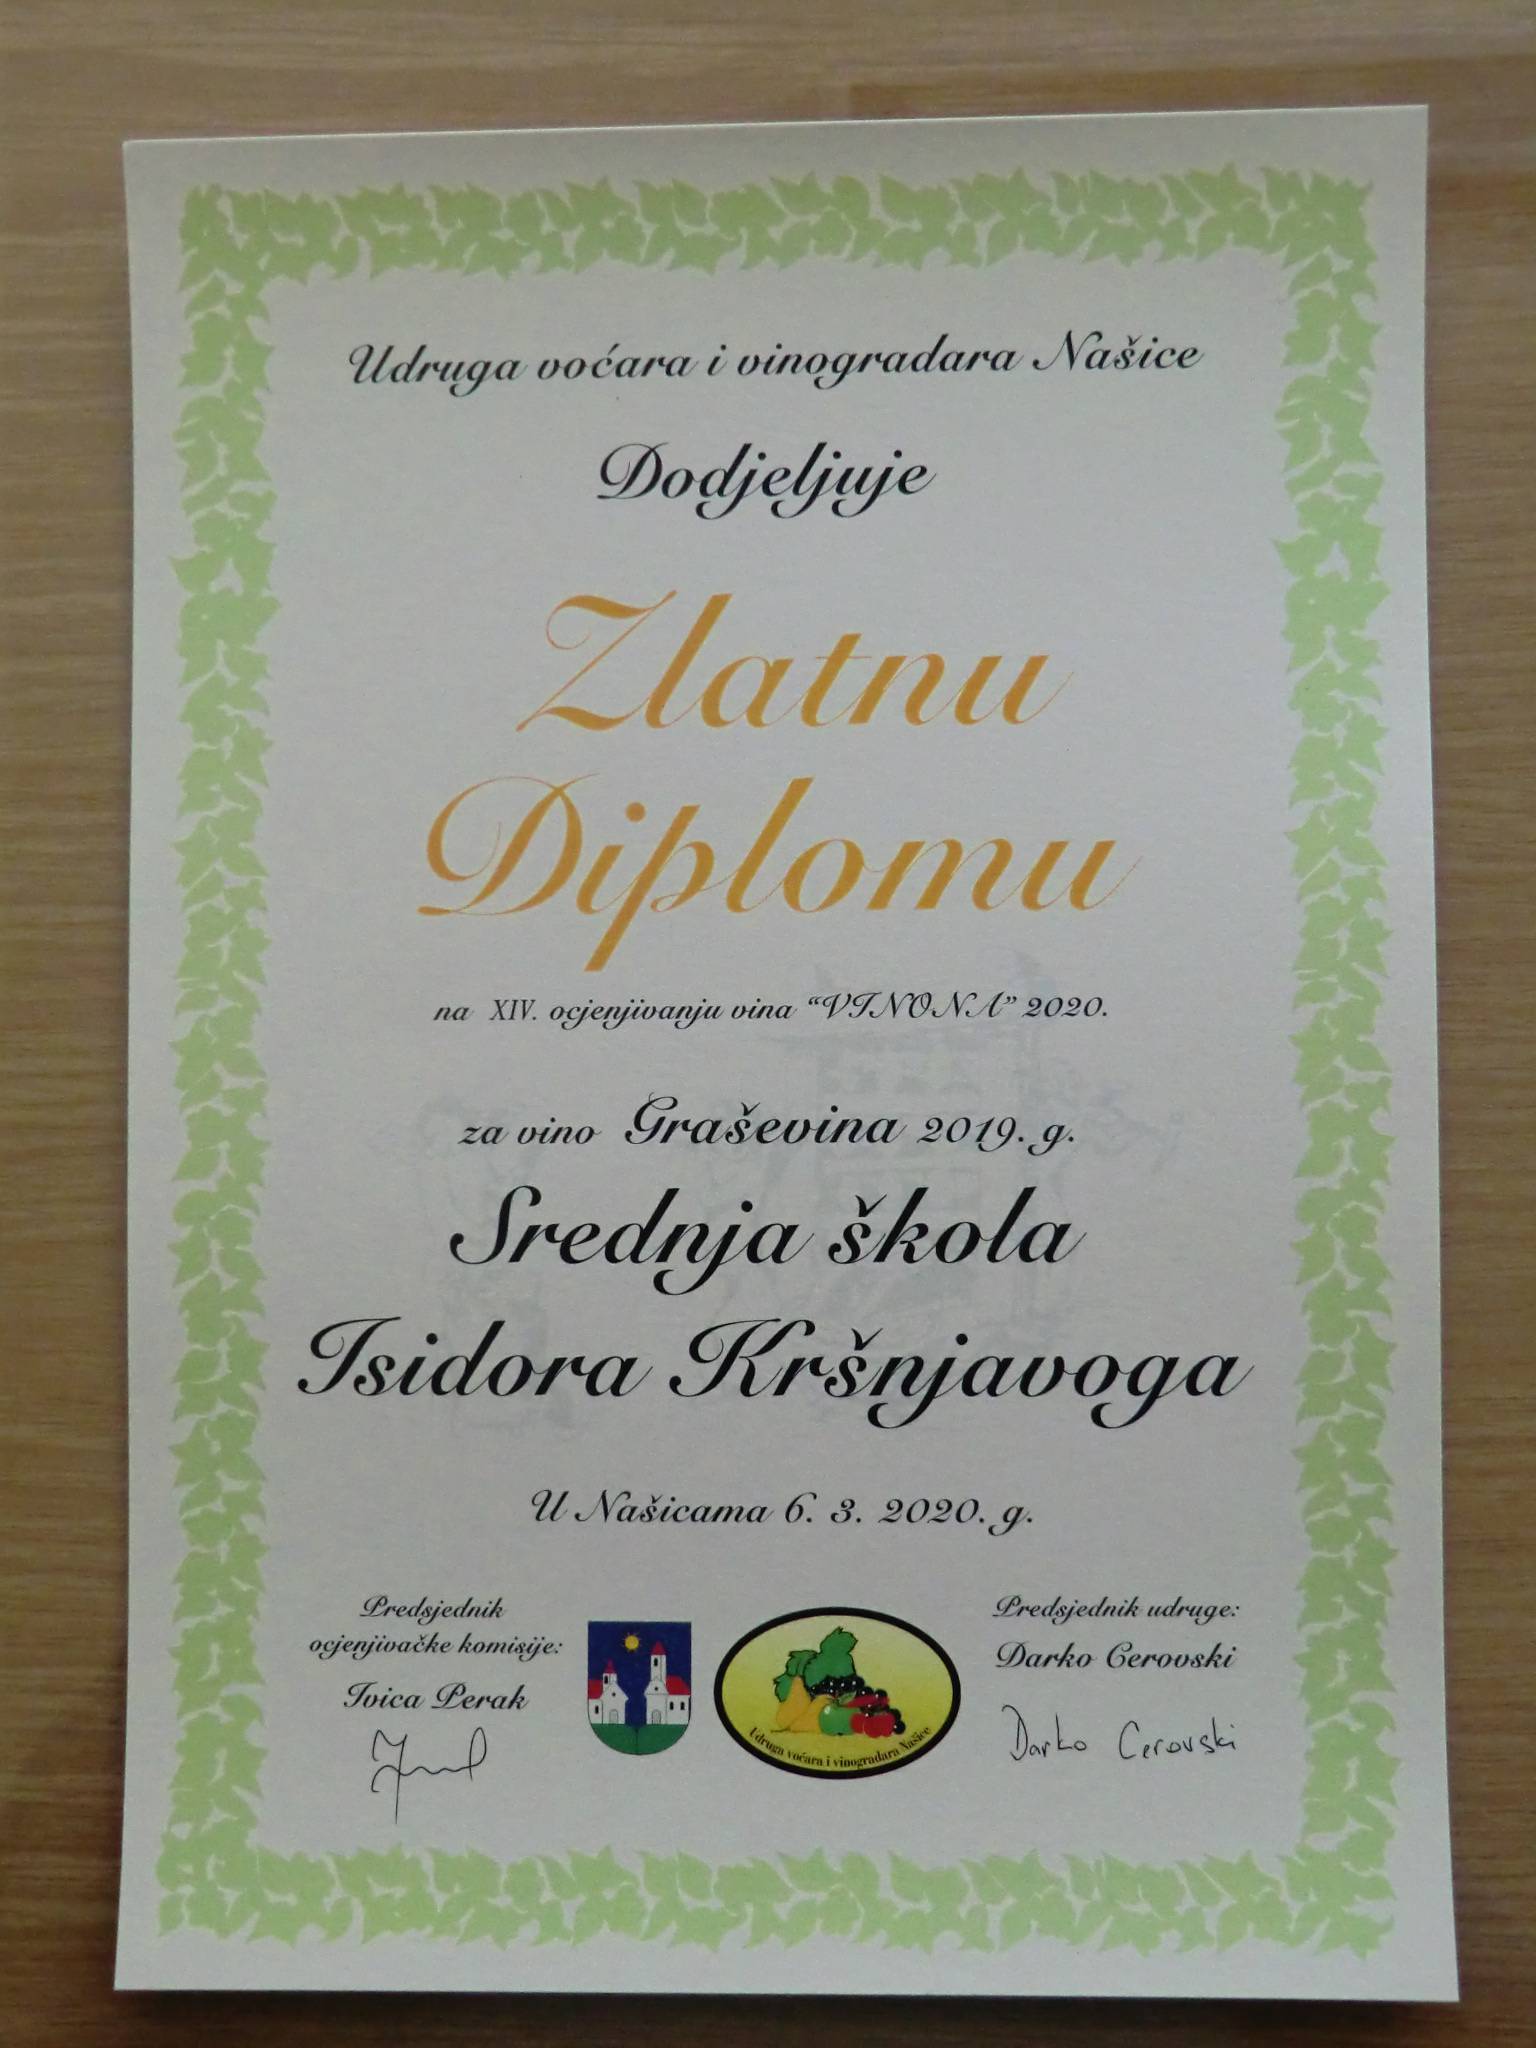 Udruga voćara i vinogradara Našice
Dodjeljuje
Zlatnu
Diplomu
na XIV. ocjenjivanju vina “VINONA” 2020.
za vino Graševina 2019. g.
Srednja škola
Isidora Kršnjavoga
U Našicama 6. 3. 2020. g.
Predsjednik
ocjenjivačke komisije:
Ivica Perak
Udruga voćara i vinogradara Našice
Predsjednik udruge:
Darko Cerovski
Darko Cerovski